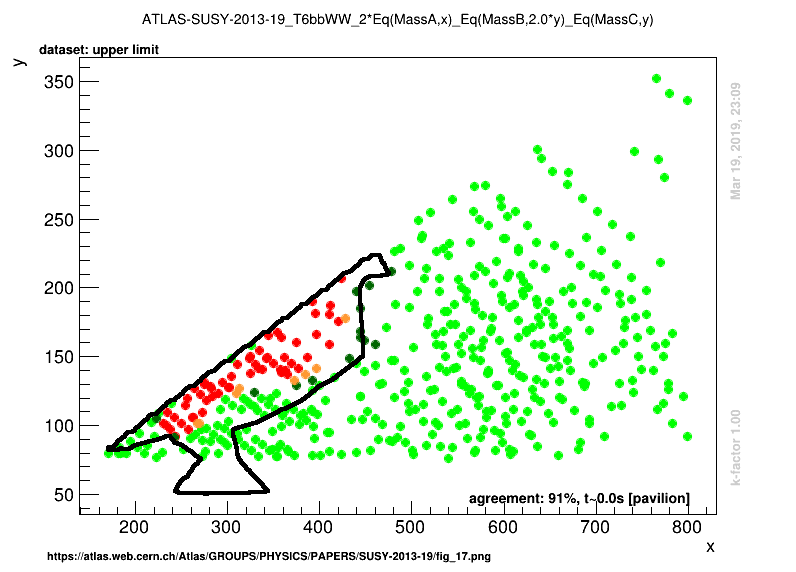 ATLAS-SUSY-2013-19_T6bbWW_2*Eq(MassA,x)_Eq(MassB,2.0*y)_Eq(MassC,y)
dataset: upper limit
y
350
300
250
200
150
100
50
200
300
400
500
600
700
800
x
agreement: 91%, t~0.0s [pavilion]
Mar 19, 2019, 23:09
k-factor 1.00
https://atlas.web.cern.ch/Atlas/GROUPS/PHYSICS/PAPERS/SUSY-2013-19/fig_17.png